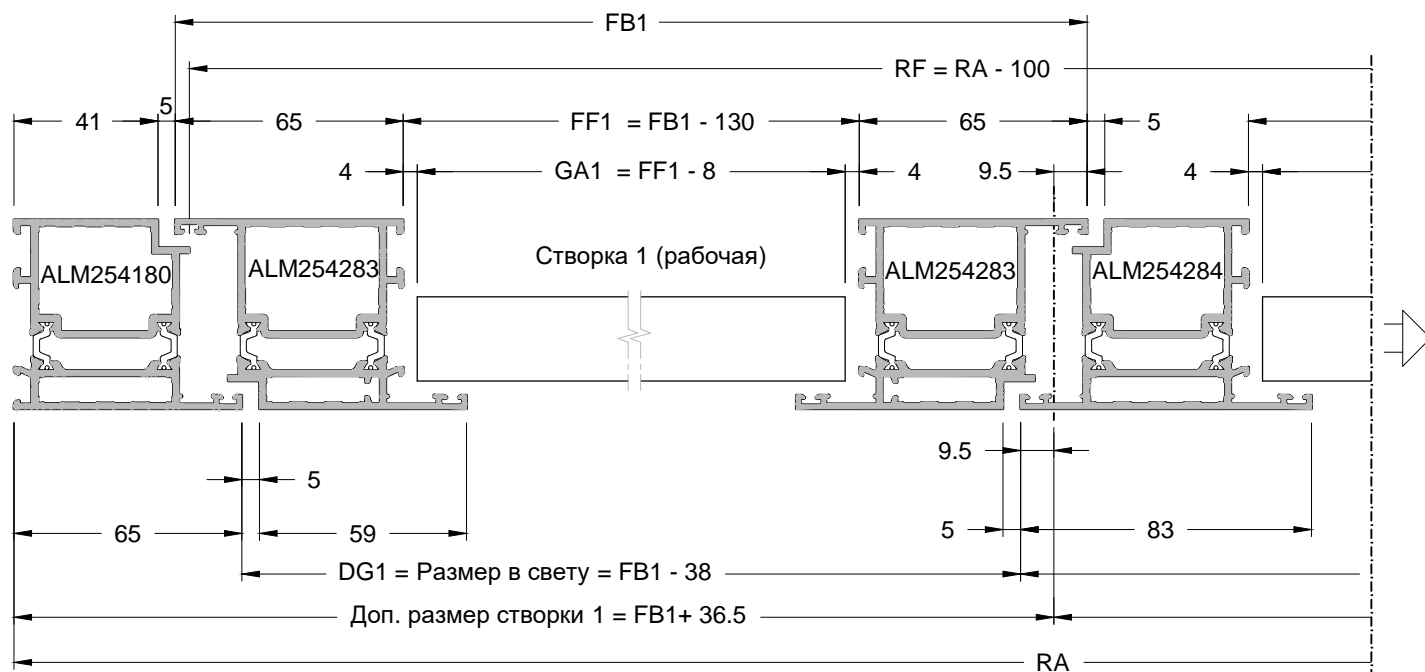 FB1
RF = RA - 100
5
41 65 FF1 = FB1 - 130 65 5
4 GA1 = FF1 - 8 4 9.5 4
Створка 1 (рабочая)
ALM254180 ALM254283 ALM254283 ALM254284
9.5
5
65 59 5 83
DG1 = Размер в свету = FB1 - 38
Доп. размер створки 1 = FB1+ 36.5
RA